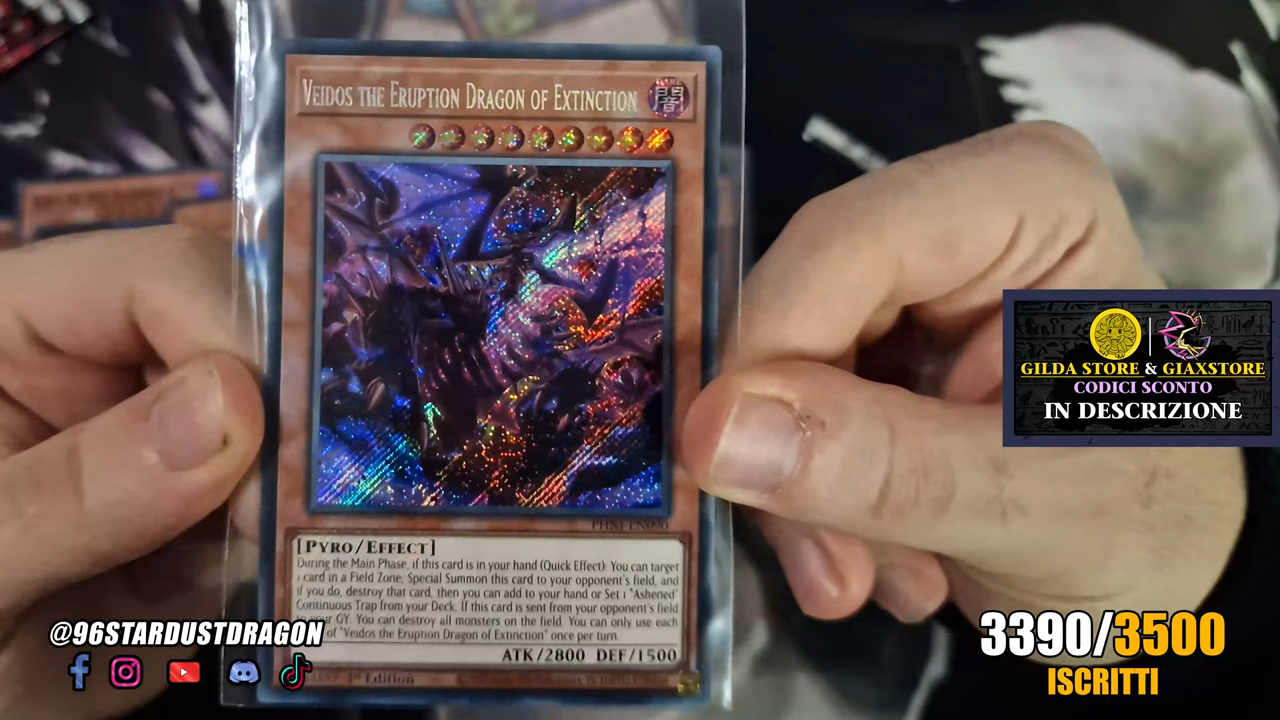 VEIDOS THE ERUPTION DRAGON OF EXTINCTION
闇
PHNI-EN090
[PYRO/EFFECT]
During the Main Phase, if this card is in your hand (Quick Effect): You can target
1 card in a Field Zone; Special Summon this card to your opponent's field, and
if you do, destroy that card, then you can add to your hand or Set 1 "Ashened"
Continuous Trap from your Deck. If this card is sent from your opponent's field
your GY: You can destroy all monsters on the field. You can only use each
of "Veidos the Eruption Dragon of Extinction" once per turn.
ATK/2800 DEF/1500
1st Edition
@96STARDUSTDRAGON
GILDA STORE & GIAXSTORE
CODICI SCONTO
IN DESCRIZIONE
3390/3500
ISCRITTI